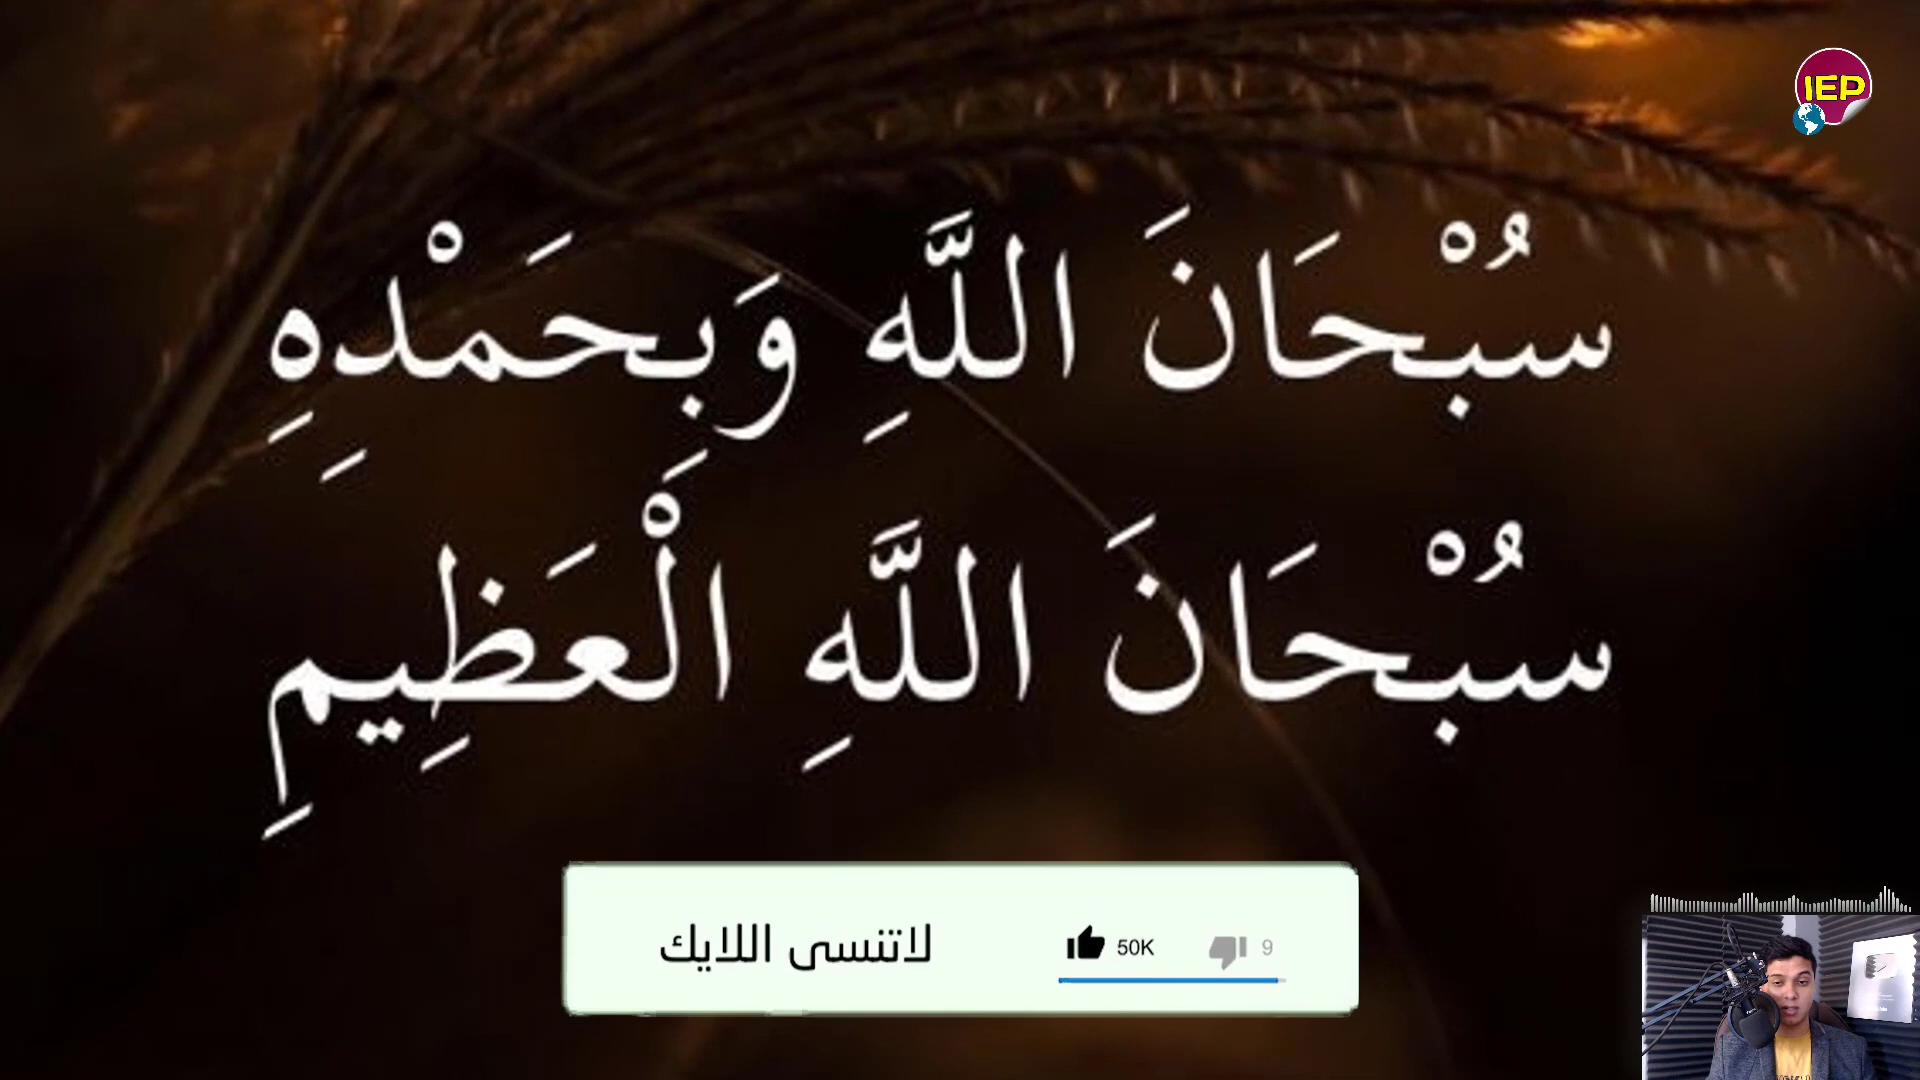 IEP
سُبْحَانَ اللَّهِ وَبِحَمْدِهِ
سُبْحَانَ اللَّهِ الْعَظِيمِ
لاتنسى اللايك
50K
9